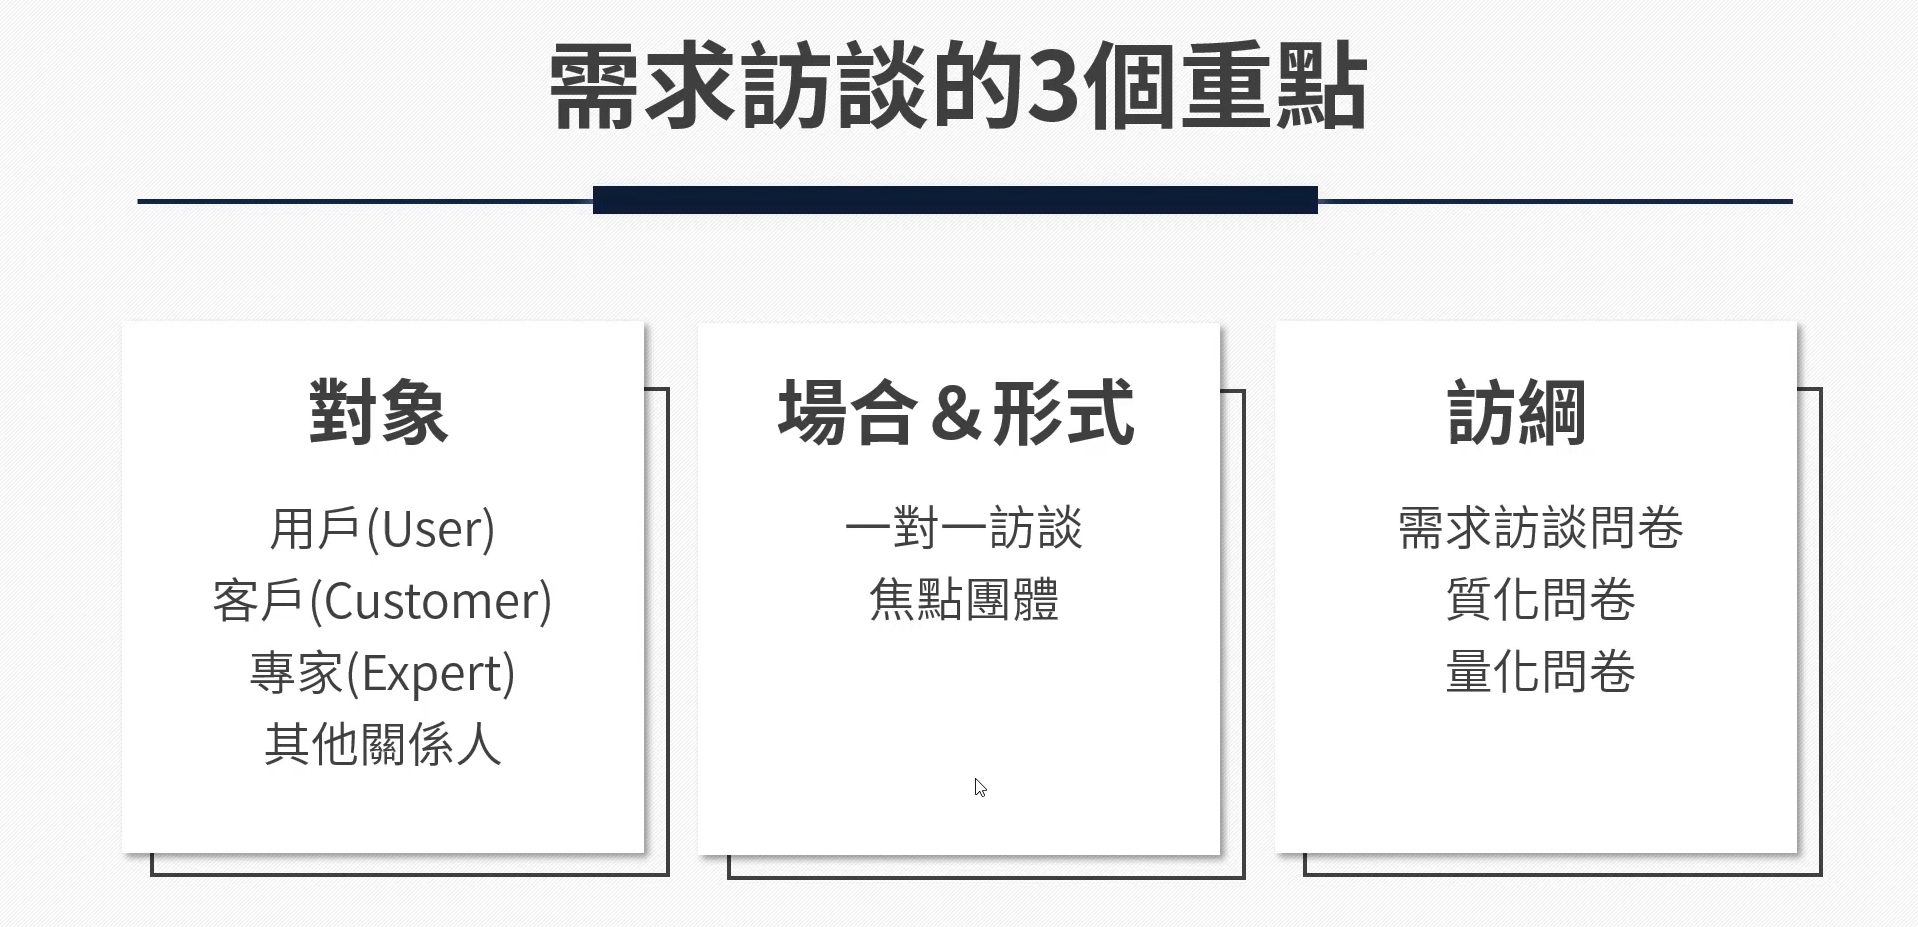 需求訪談的3個重點
對象
用戶(User)
客戶(Customer)
專家(Expert)
其他關係人
場合＆形式
一對一訪談
焦點團體
訪綱
需求訪談問卷
質化問卷
量化問卷